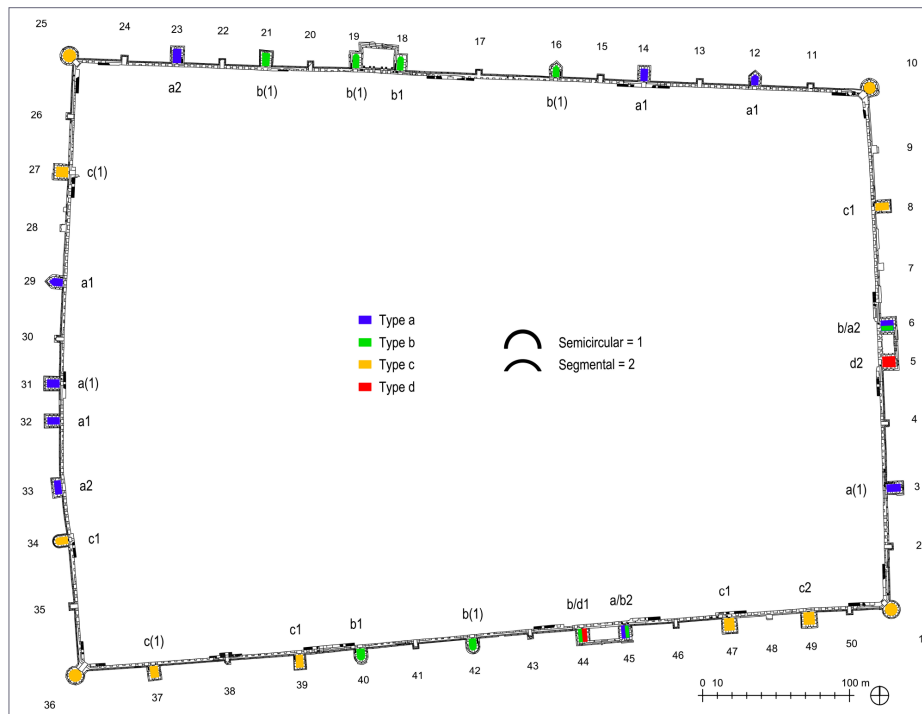 25 24 23 22 21 20 19 18 17 16 15 14 13 12 11 10
a2 b(1) b(1) b1 b(1) a1 a1
26
9
27 c(1)
c1 8
28
7
29 a1
Type a
6
b/a2
30
Type b Semicircular = 1
Type c Segmental = 2
d2 5
31 a(1)
Type d
32 a1
4
33 a2
a(1) 3
34 c1
2
35
c(1) c1 b1 b(1) b/d1 a/b2 c1 c2
36 37 38 39 40 41 42 43 44 45 46 47 48 49 50 1
0 10 100 m